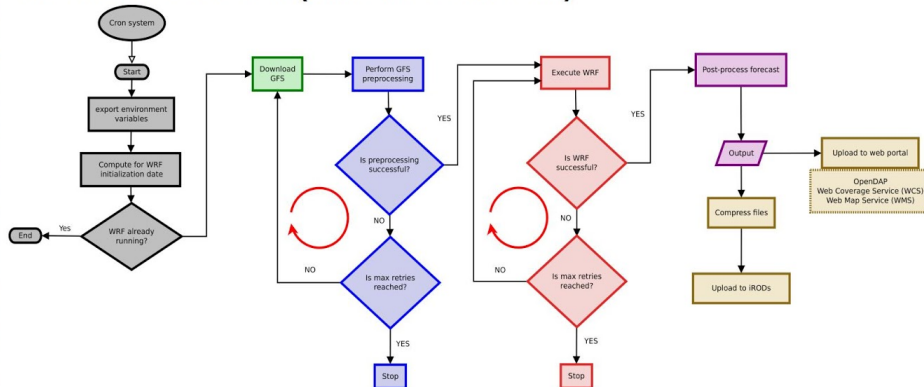 Cron system
Start
export environment
variables
Compute for WRF
initialization date
WRF already
running?
Yes
End
Download
GFS
Perform GFS
preprocessing
Is preprocessing
successful?
YES
NO
Is max retries
reached?
NO
YES
Stop
Execute WRF
Is WRF
successful?
YES
NO
Is max retries
reached?
NO
YES
Stop
Post-process forecast
Output
Upload to web portal
OpenDAP
Web Coverage Service (WCS)
Web Map Service (WMS)
Compress files
Upload to iRODs